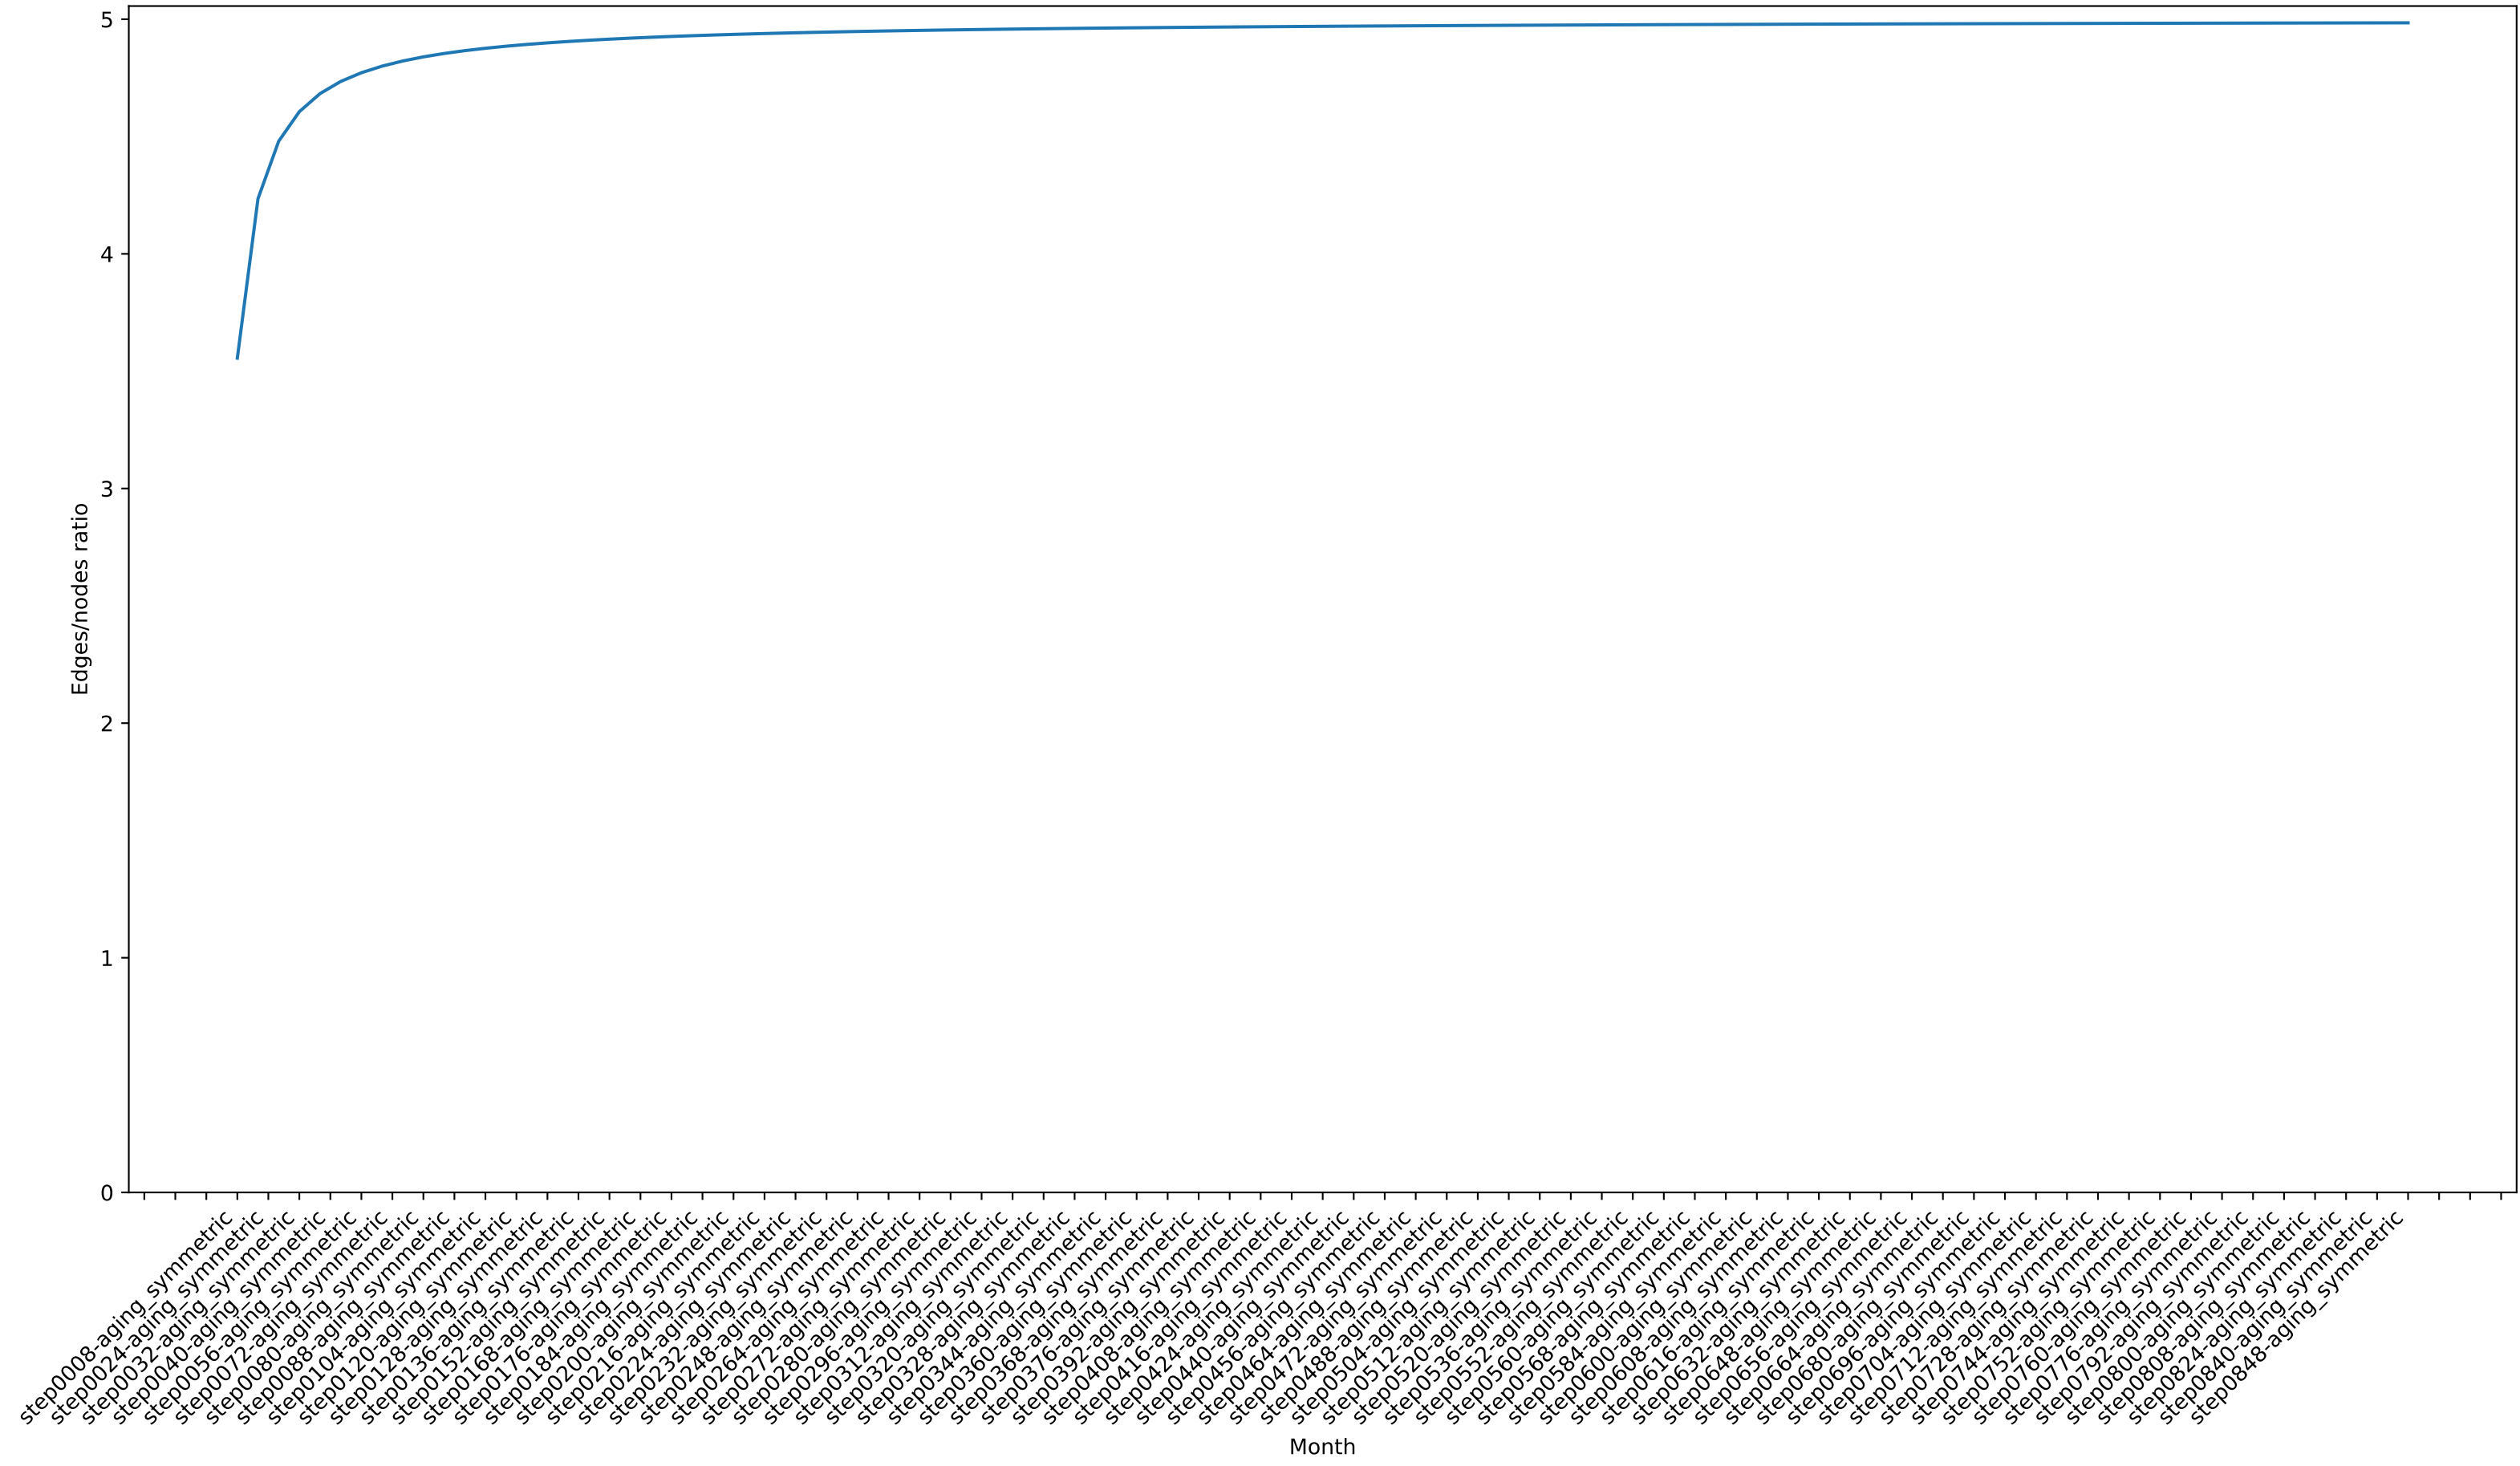 5
4
3
2
1
0
Edges/nodes ratio
step0008-aging_symmetric
step0024-aging_symmetric
step0032-aging_symmetric
step0040-aging_symmetric
step0056-aging_symmetric
step0072-aging_symmetric
step0080-aging_symmetric
step0088-aging_symmetric
step0104-aging_symmetric
step0120-aging_symmetric
step0128-aging_symmetric
step0136-aging_symmetric
step0152-aging_symmetric
step0168-aging_symmetric
step0176-aging_symmetric
step0184-aging_symmetric
step0200-aging_symmetric
step0216-aging_symmetric
step0224-aging_symmetric
step0232-aging_symmetric
step0248-aging_symmetric
step0264-aging_symmetric
step0272-aging_symmetric
step0280-aging_symmetric
step0296-aging_symmetric
step0312-aging_symmetric
step0320-aging_symmetric
step0328-aging_symmetric
step0344-aging_symmetric
step0360-aging_symmetric
step0368-aging_symmetric
step0376-aging_symmetric
step0392-aging_symmetric
step0408-aging_symmetric
step0416-aging_symmetric
step0424-aging_symmetric
step0440-aging_symmetric
step0456-aging_symmetric
step0464-aging_symmetric
step0472-aging_symmetric
step0488-aging_symmetric
step0504-aging_symmetric
step0512-aging_symmetric
step0520-aging_symmetric
step0536-aging_symmetric
step0552-aging_symmetric
step0560-aging_symmetric
step0568-aging_symmetric
step0584-aging_symmetric
step0600-aging_symmetric
step0608-aging_symmetric
step0616-aging_symmetric
step0632-aging_symmetric
step0648-aging_symmetric
step0656-aging_symmetric
step0664-aging_symmetric
step0680-aging_symmetric
step0696-aging_symmetric
step0704-aging_symmetric
step0712-aging_symmetric
step0728-aging_symmetric
step0744-aging_symmetric
step0752-aging_symmetric
step0760-aging_symmetric
step0776-aging_symmetric
step0792-aging_symmetric
step0800-aging_symmetric
step0808-aging_symmetric
step0824-aging_symmetric
step0840-aging_symmetric
step0848-aging_symmetric
Month